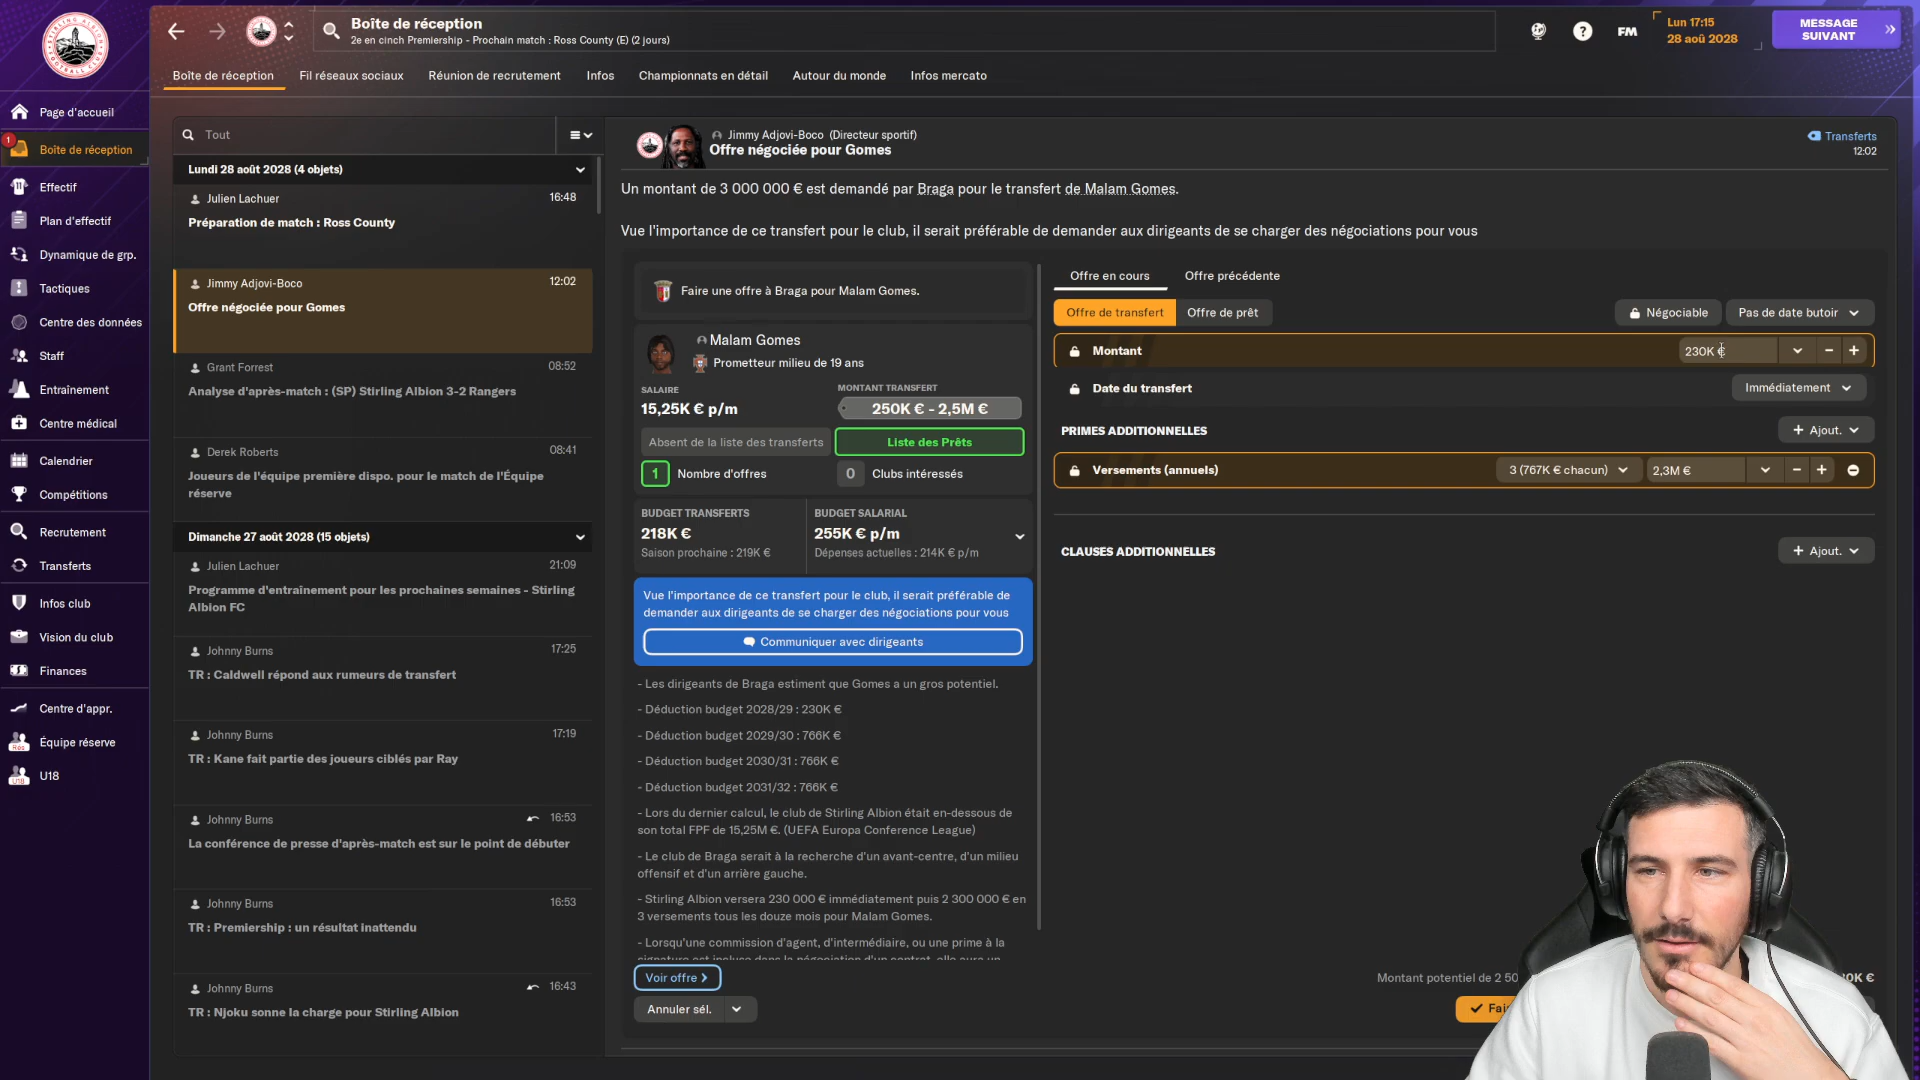 Boîte de réception
2e en cinch Premiership - Prochain match : Ross County (E) (2 jours)
FM
Lun 17:15
28 aoû 2028
MESSAGE
SUIVANT
Boîte de réception
Fil réseaux sociaux
Réunion de recrutement
Infos
Championnats en détail
Autour du monde
Infos mercato
Page d'accueil
1
Boîte de réception
Effectif
Plan d'effectif
Dynamique de grp.
Tactiques
Centre des données
Staff
Entraînement
Centre médical
Calendrier
Compétitions
Recrutement
Transferts
Infos club
Vision du club
Finances
Centre d'appr.
Équipe réserve
U18
Tout
Lundi 28 août 2028 (4 objets)
Julien Lachuer
16:48
Préparation de match : Ross County
Jimmy Adjovi-Boco
12:02
Offre négociée pour Gomes
Grant Forrest
08:52
Analyse d'après-match : (SP) Stirling Albion 3-2 Rangers
Derek Roberts
08:41
Joueurs de l'équipe première dispo. pour le match de l'Équipe
réserve
Dimanche 27 août 2028 (15 objets)
Julien Lachuer
21:09
Programme d'entraînement pour les prochaines semaines - Stirling
Albion FC
Johnny Burns
17:25
TR : Caldwell répond aux rumeurs de transfert
Johnny Burns
17:19
TR : Kane fait partie des joueurs ciblés par Ray
Johnny Burns
16:53
La conférence de presse d'après-match est sur le point de débuter
Johnny Burns
16:53
TR : Premiership : un résultat inattendu
Johnny Burns
16:43
TR : Njoku sonne la charge pour Stirling Albion
Jimmy Adjovi-Boco (Directeur sportif)
Offre négociée pour Gomes
Transferts
12:02
Un montant de 3 000 000 € est demandé par Braga pour le transfert de Malam Gomes.
Vue l'importance de ce transfert pour le club, il serait préférable de demander aux dirigeants de se charger des négociations pour vous
Faire une offre à Braga pour Malam Gomes.
Malam Gomes
Prometteur milieu de 19 ans
SALAIRE
15,25K € p/m
MONTANT TRANSFERT
250K € - 2,5M €
Absent de la liste des transferts
Liste des Prêts
1 Nombre d'offres
0 Clubs intéressés
BUDGET TRANSFERTS
218K €
Saison prochaine : 219K €
BUDGET SALARIAL
255K € p/m
Dépenses actuelles : 214K € p/m
Vue l'importance de ce transfert pour le club, il serait préférable de
demander aux dirigeants de se charger des négociations pour vous
Communiquer avec dirigeants
- Les dirigeants de Braga estiment que Gomes a un gros potentiel.
- Déduction budget 2028/29 : 230K €
- Déduction budget 2029/30 : 766K €
- Déduction budget 2030/31 : 766K €
- Déduction budget 2031/32 : 766K €
- Lors du dernier calcul, le club de Stirling Albion était en-dessous de
son total FPF de 15,25M €. (UEFA Europa Conference League)
- Le club de Braga serait à la recherche d'un avant-centre, d'un milieu
offensif et d'un arrière gauche.
- Stirling Albion versera 230 000 € immédiatement puis 2 300 000 € en
3 versements tous les douze mois pour Malam Gomes.
- Lorsqu'une commission d'agent, d'intermédiaire, ou une prime à la
signature est incluse dans la négociation d'un contrat, elle aura un
Voir offre
Annuler sél.
Offre en cours
Offre précédente
Offre de transfert
Offre de prêt
Négociable
Pas de date butoir
Montant
230K €
Date du transfert
Immédiatement
PRIMES ADDITIONNELLES
Ajout.
Versements (annuels)
3 (767K € chacun)
2,3M €
CLAUSES ADDITIONNELLES
Ajout.
Montant potentiel de 2 50
0K €
Fai